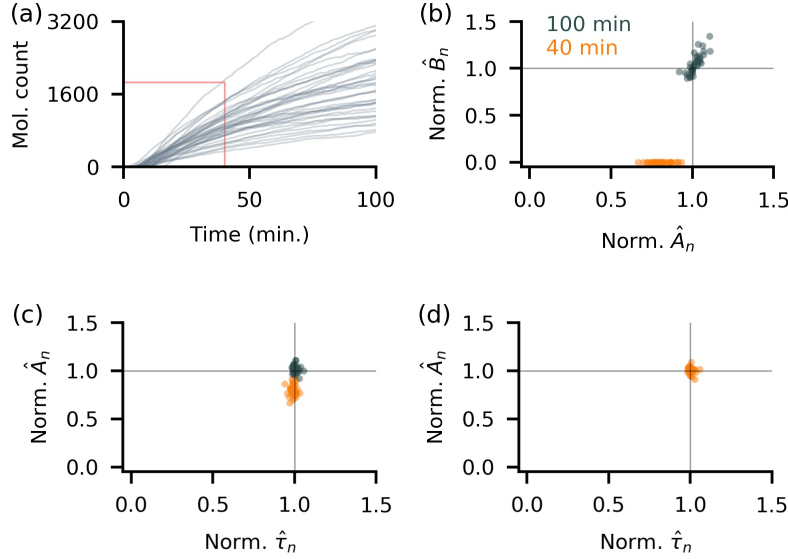 (a)
3200
1600
0
Mol. count
0
50
100
Time (min.)
(b)
100 min
40 min
1.5
1.0
0.5
0.0
Norm. B̂n
0.0
0.5
1.0
1.5
Norm. Ân
(c)
1.5
1.0
0.5
0.0
Norm. Ân
0.0
0.5
1.0
1.5
Norm. τ̂n
(d)
1.5
1.0
0.5
0.0
Norm. Ân
0.0
0.5
1.0
1.5
Norm. τ̂n